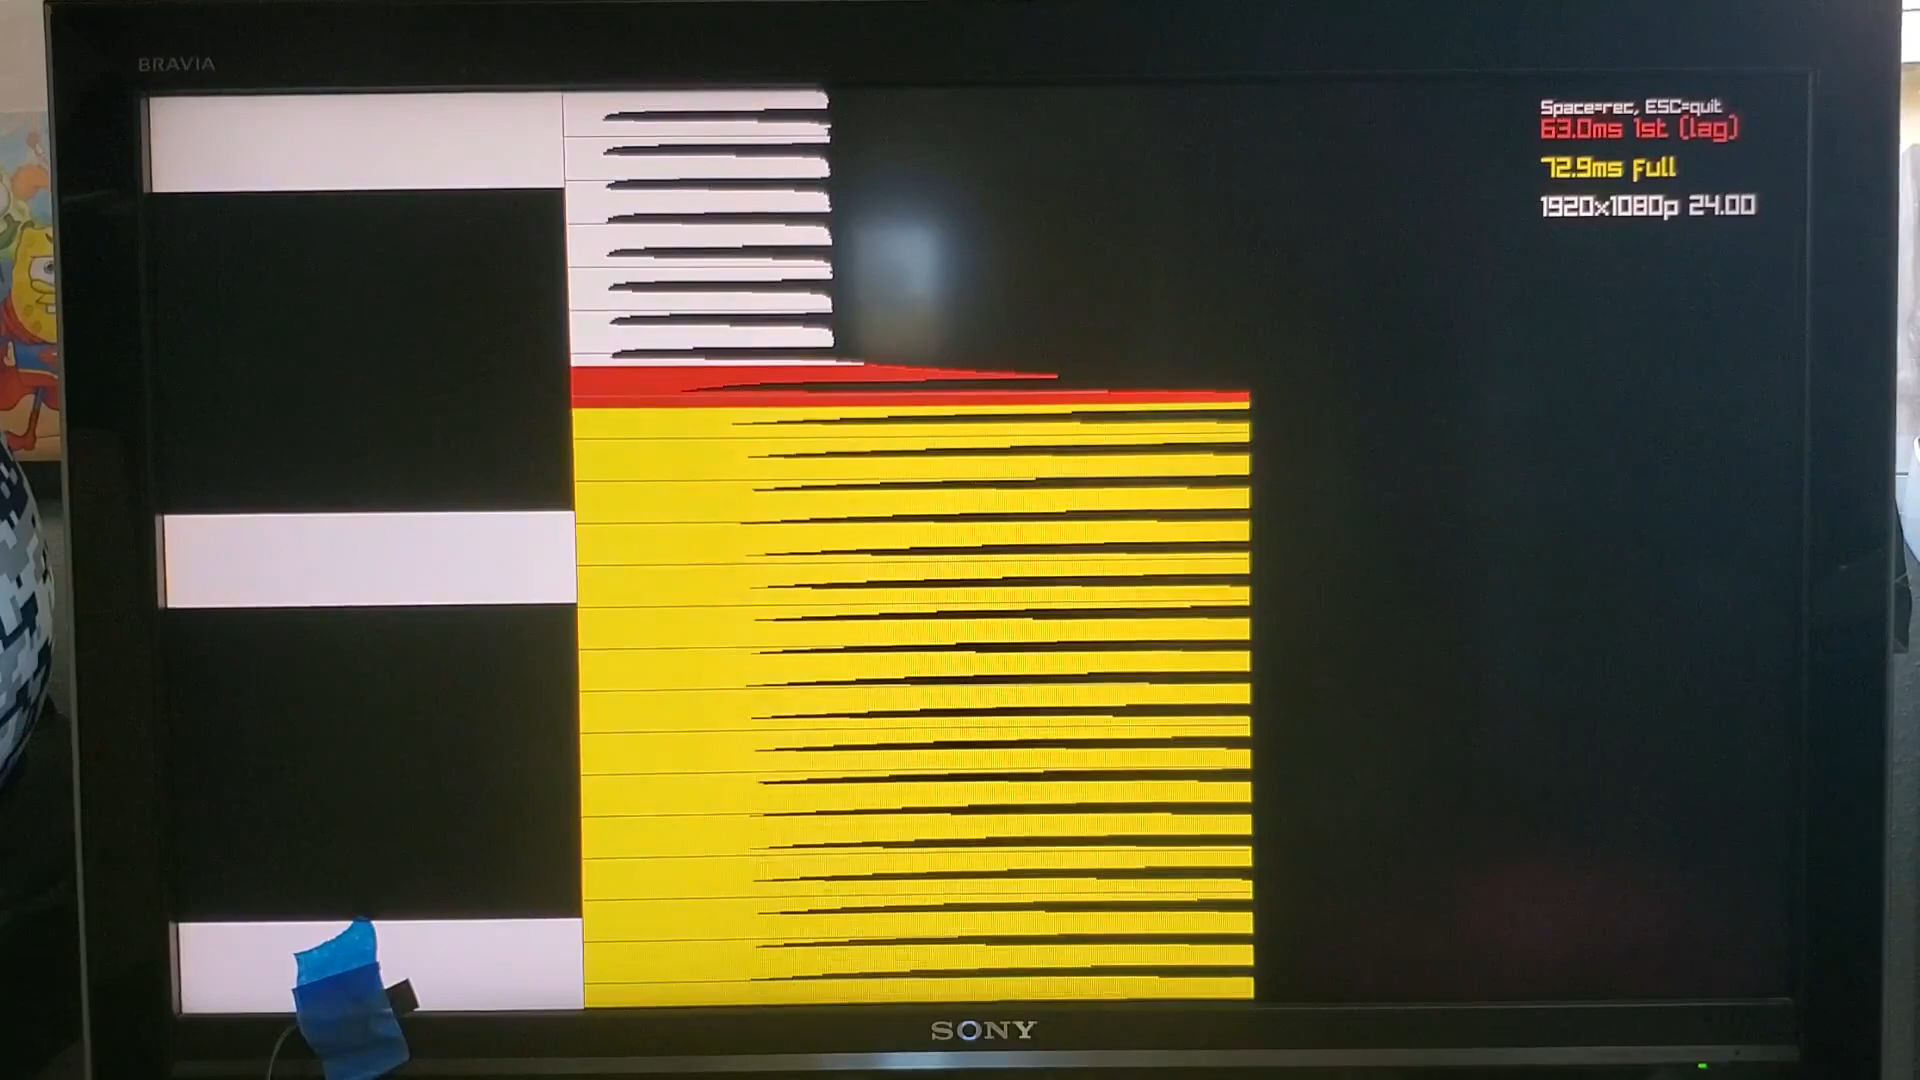 BRAVIA
Space=rec, ESC=quit
63.0ms 1st (lag)
72.9ms Full
1920x1080p 24.00
SONY